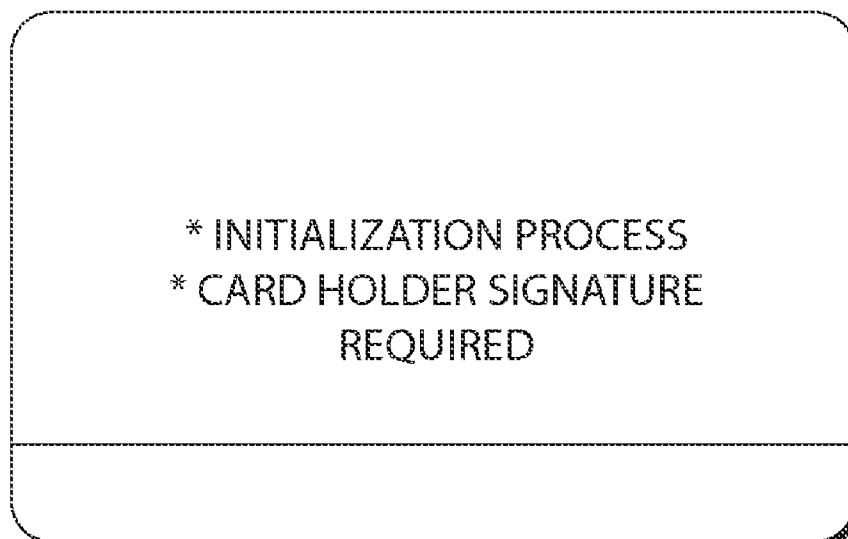 * INITIALIZATION PROCESS
* CARD HOLDER SIGNATURE
REQUIRED